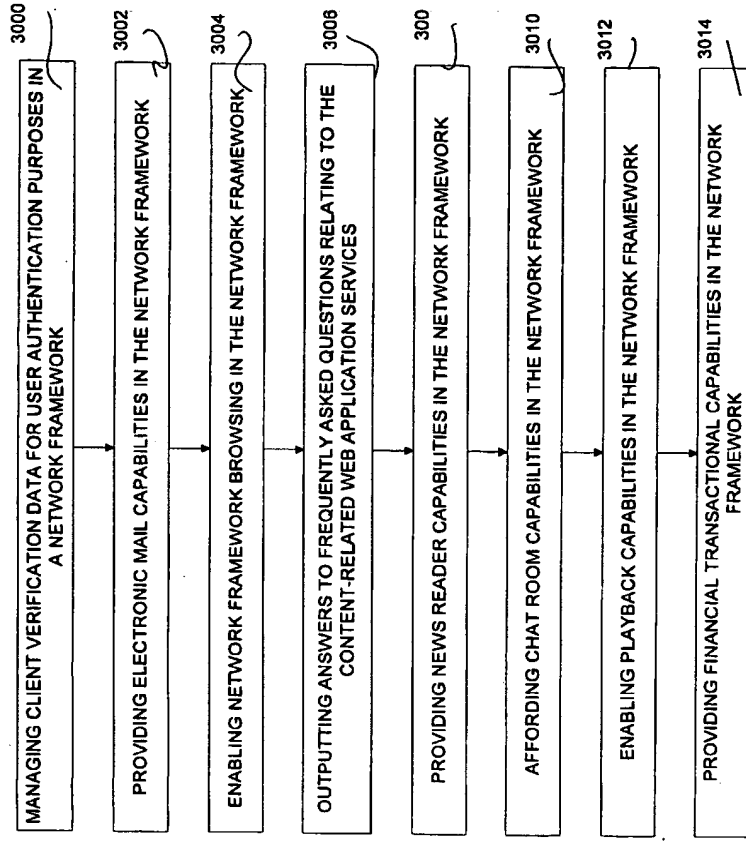 3000
MANAGING CLIENT VERIFICATION DATA FOR USER AUTHENTICATION PURPOSES IN
A NETWORK FRAMEWORK
3002
PROVIDING ELECTRONIC MAIL CAPABILITIES IN THE NETWORK FRAMEWORK
3004
ENABLING NETWORK FRAMEWORK BROWSING IN THE NETWORK FRAMEWORK
3006
OUTPUTTING ANSWERS TO FREQUENTLY ASKED QUESTIONS RELATING TO THE
CONTENT-RELATED WEB APPLICATION SERVICES
300
PROVIDING NEWS READER CAPABILITIES IN THE NETWORK FRAMEWORK
3010
AFFORDING CHAT ROOM CAPABILITIES IN THE NETWORK FRAMEWORK
3012
ENABLING PLAYBACK CAPABILITIES IN THE NETWORK FRAMEWORK
3014
PROVIDING FINANCIAL TRANSACTIONAL CAPABILITIES IN THE NETWORK
FRAMEWORK